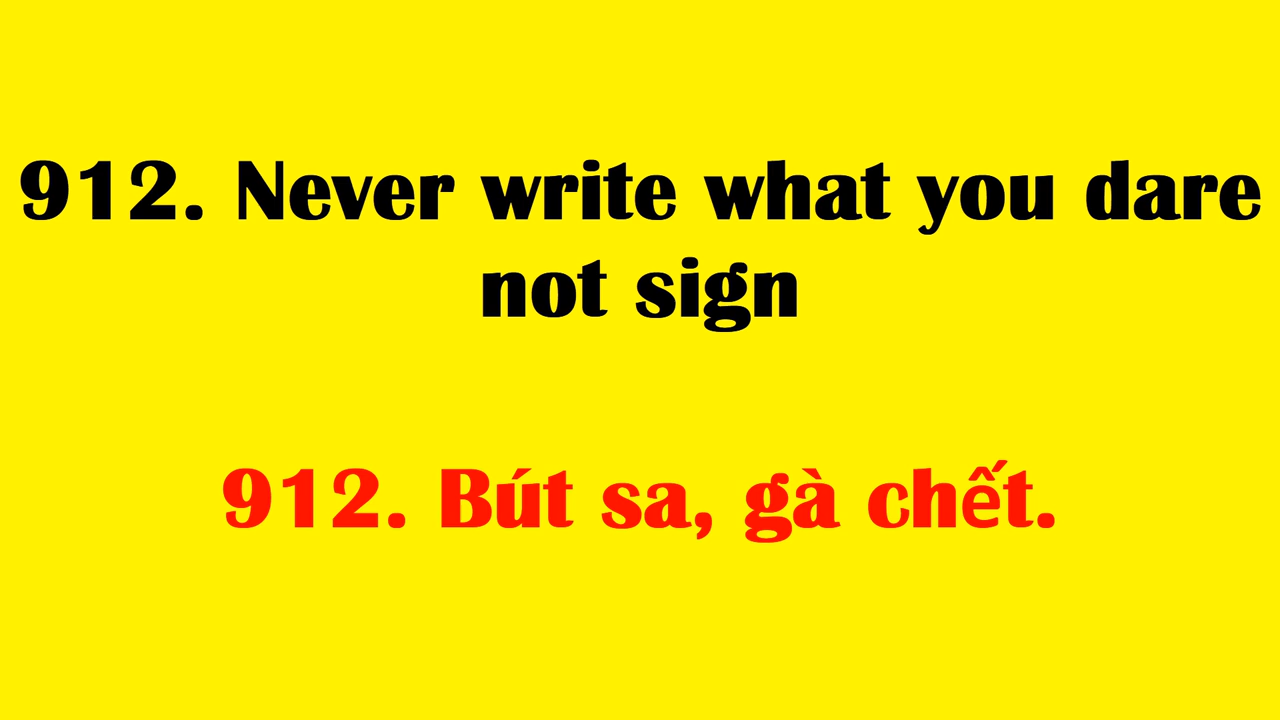 912. Never write what you dare
not sign
912. Bút sa, gà chết.